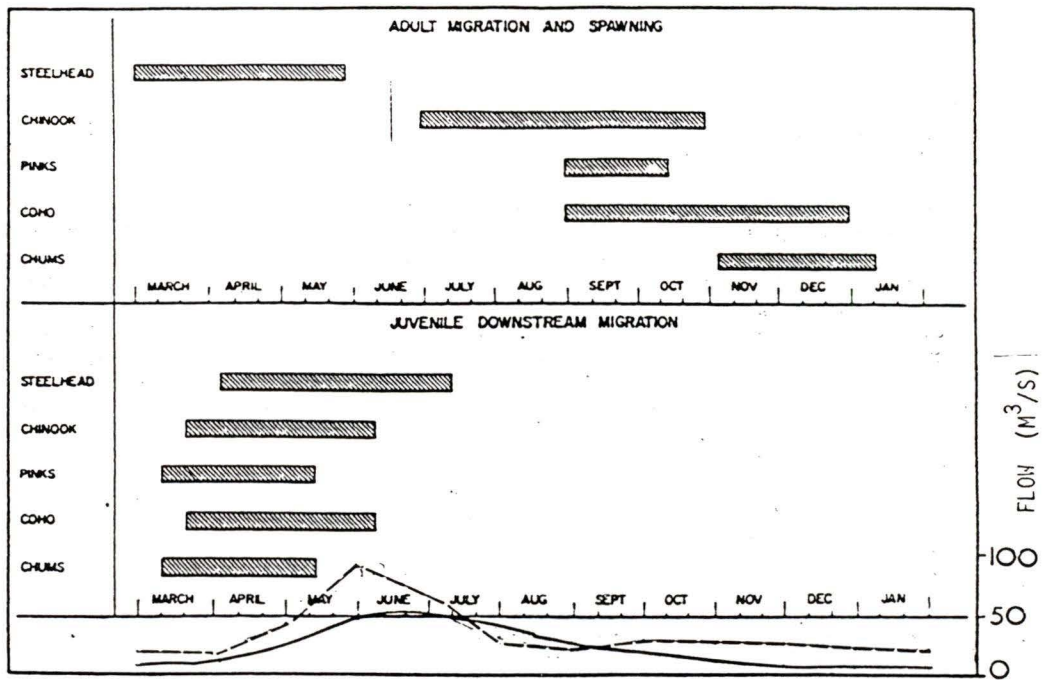 ADULT MIGRATION AND SPAWNING
STEELHEAD
CHINOOK
PINKS
COHO
CHUMS
MARCH APRIL MAY JUNE JULY AUG SEPT OCT NOV DEC JAN
JUVENILE DOWNSTREAM MIGRATION
STEELHEAD
CHINOOK
PINKS
COHO
CHUMS
MARCH APRIL MAY JUNE JULY AUG SEPT OCT NOV DEC JAN
FLOW (M³/S)
100
50
0